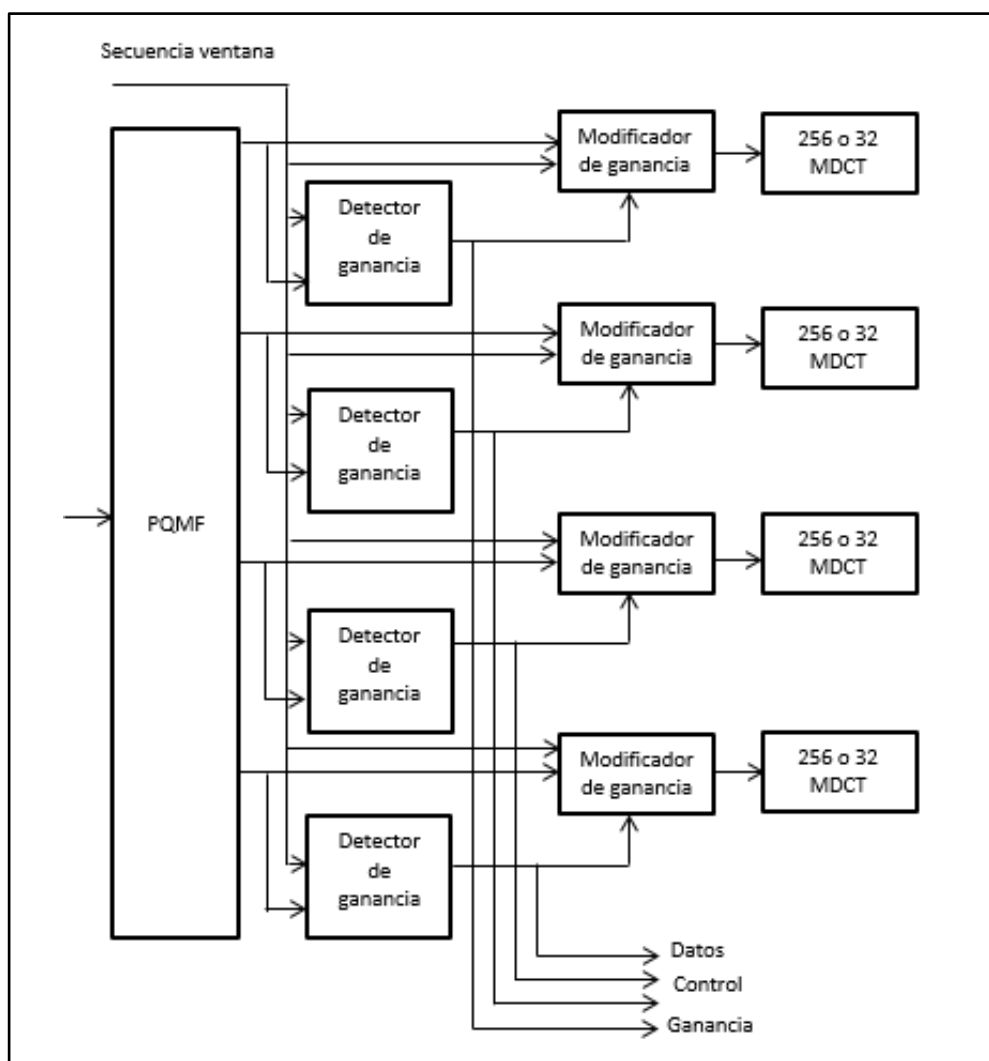 Secuencia ventana
PQMF
Modificador
de ganancia
256 o 32
MDCT
Detector
de
ganancia
Modificador
de ganancia
256 o 32
MDCT
Detector
de
ganancia
Modificador
de ganancia
256 o 32
MDCT
Detector
de
ganancia
Modificador
de ganancia
256 o 32
MDCT
Detector
de
ganancia
Datos
Control
Ganancia